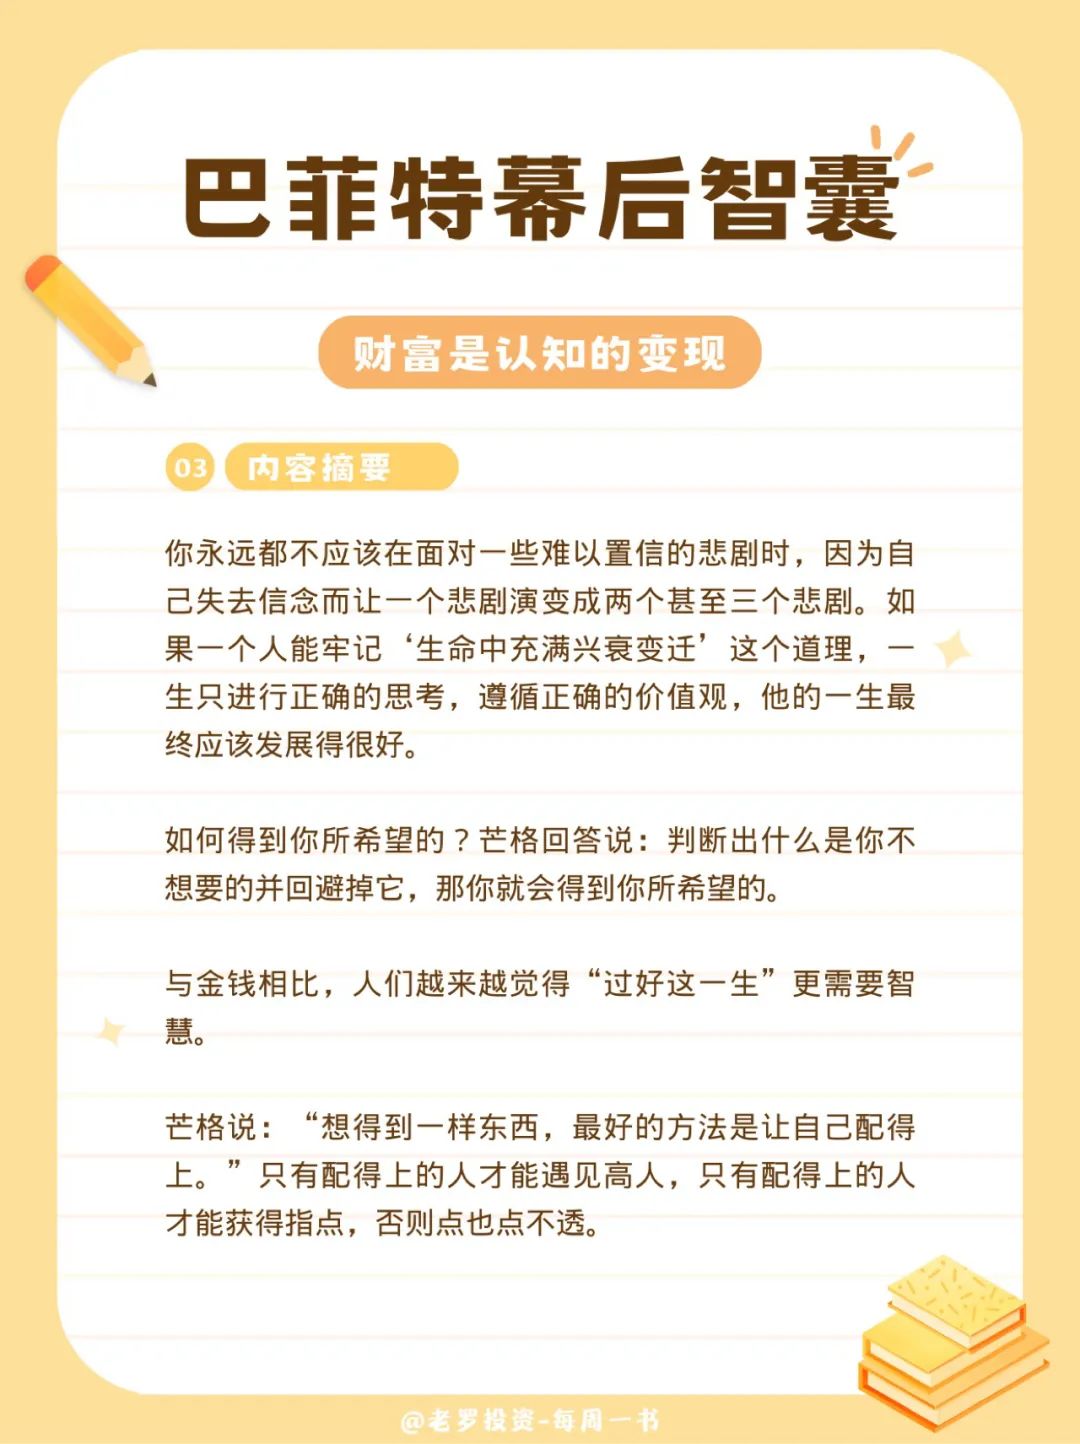 巴菲特幕后智囊
财富是认知的变现
03 内容摘要
你永远都不应该在面对一些难以置信的悲剧时，因为自
己失去信念而让一个悲剧演变成两个甚至三个悲剧。如
果一个人能牢记‘生命中充满兴衰变迁’这个道理，一
生只进行正确的思考，遵循正确的价值观，他的一生最
终应该发展得很好。
如何得到你所希望的？芒格回答说：判断出什么是你不
想要的并回避掉它，那你就会得到你所希望的。
与金钱相比，人们越来越觉得“过好这一生”更需要智
慧。
芒格说：“想得到一样东西，最好的方法是让自己配得
上。”只有配得上的人才能遇见高人，只有配得上的人
才能获得指点，否则点也点不透。
@老罗投资-每周一书